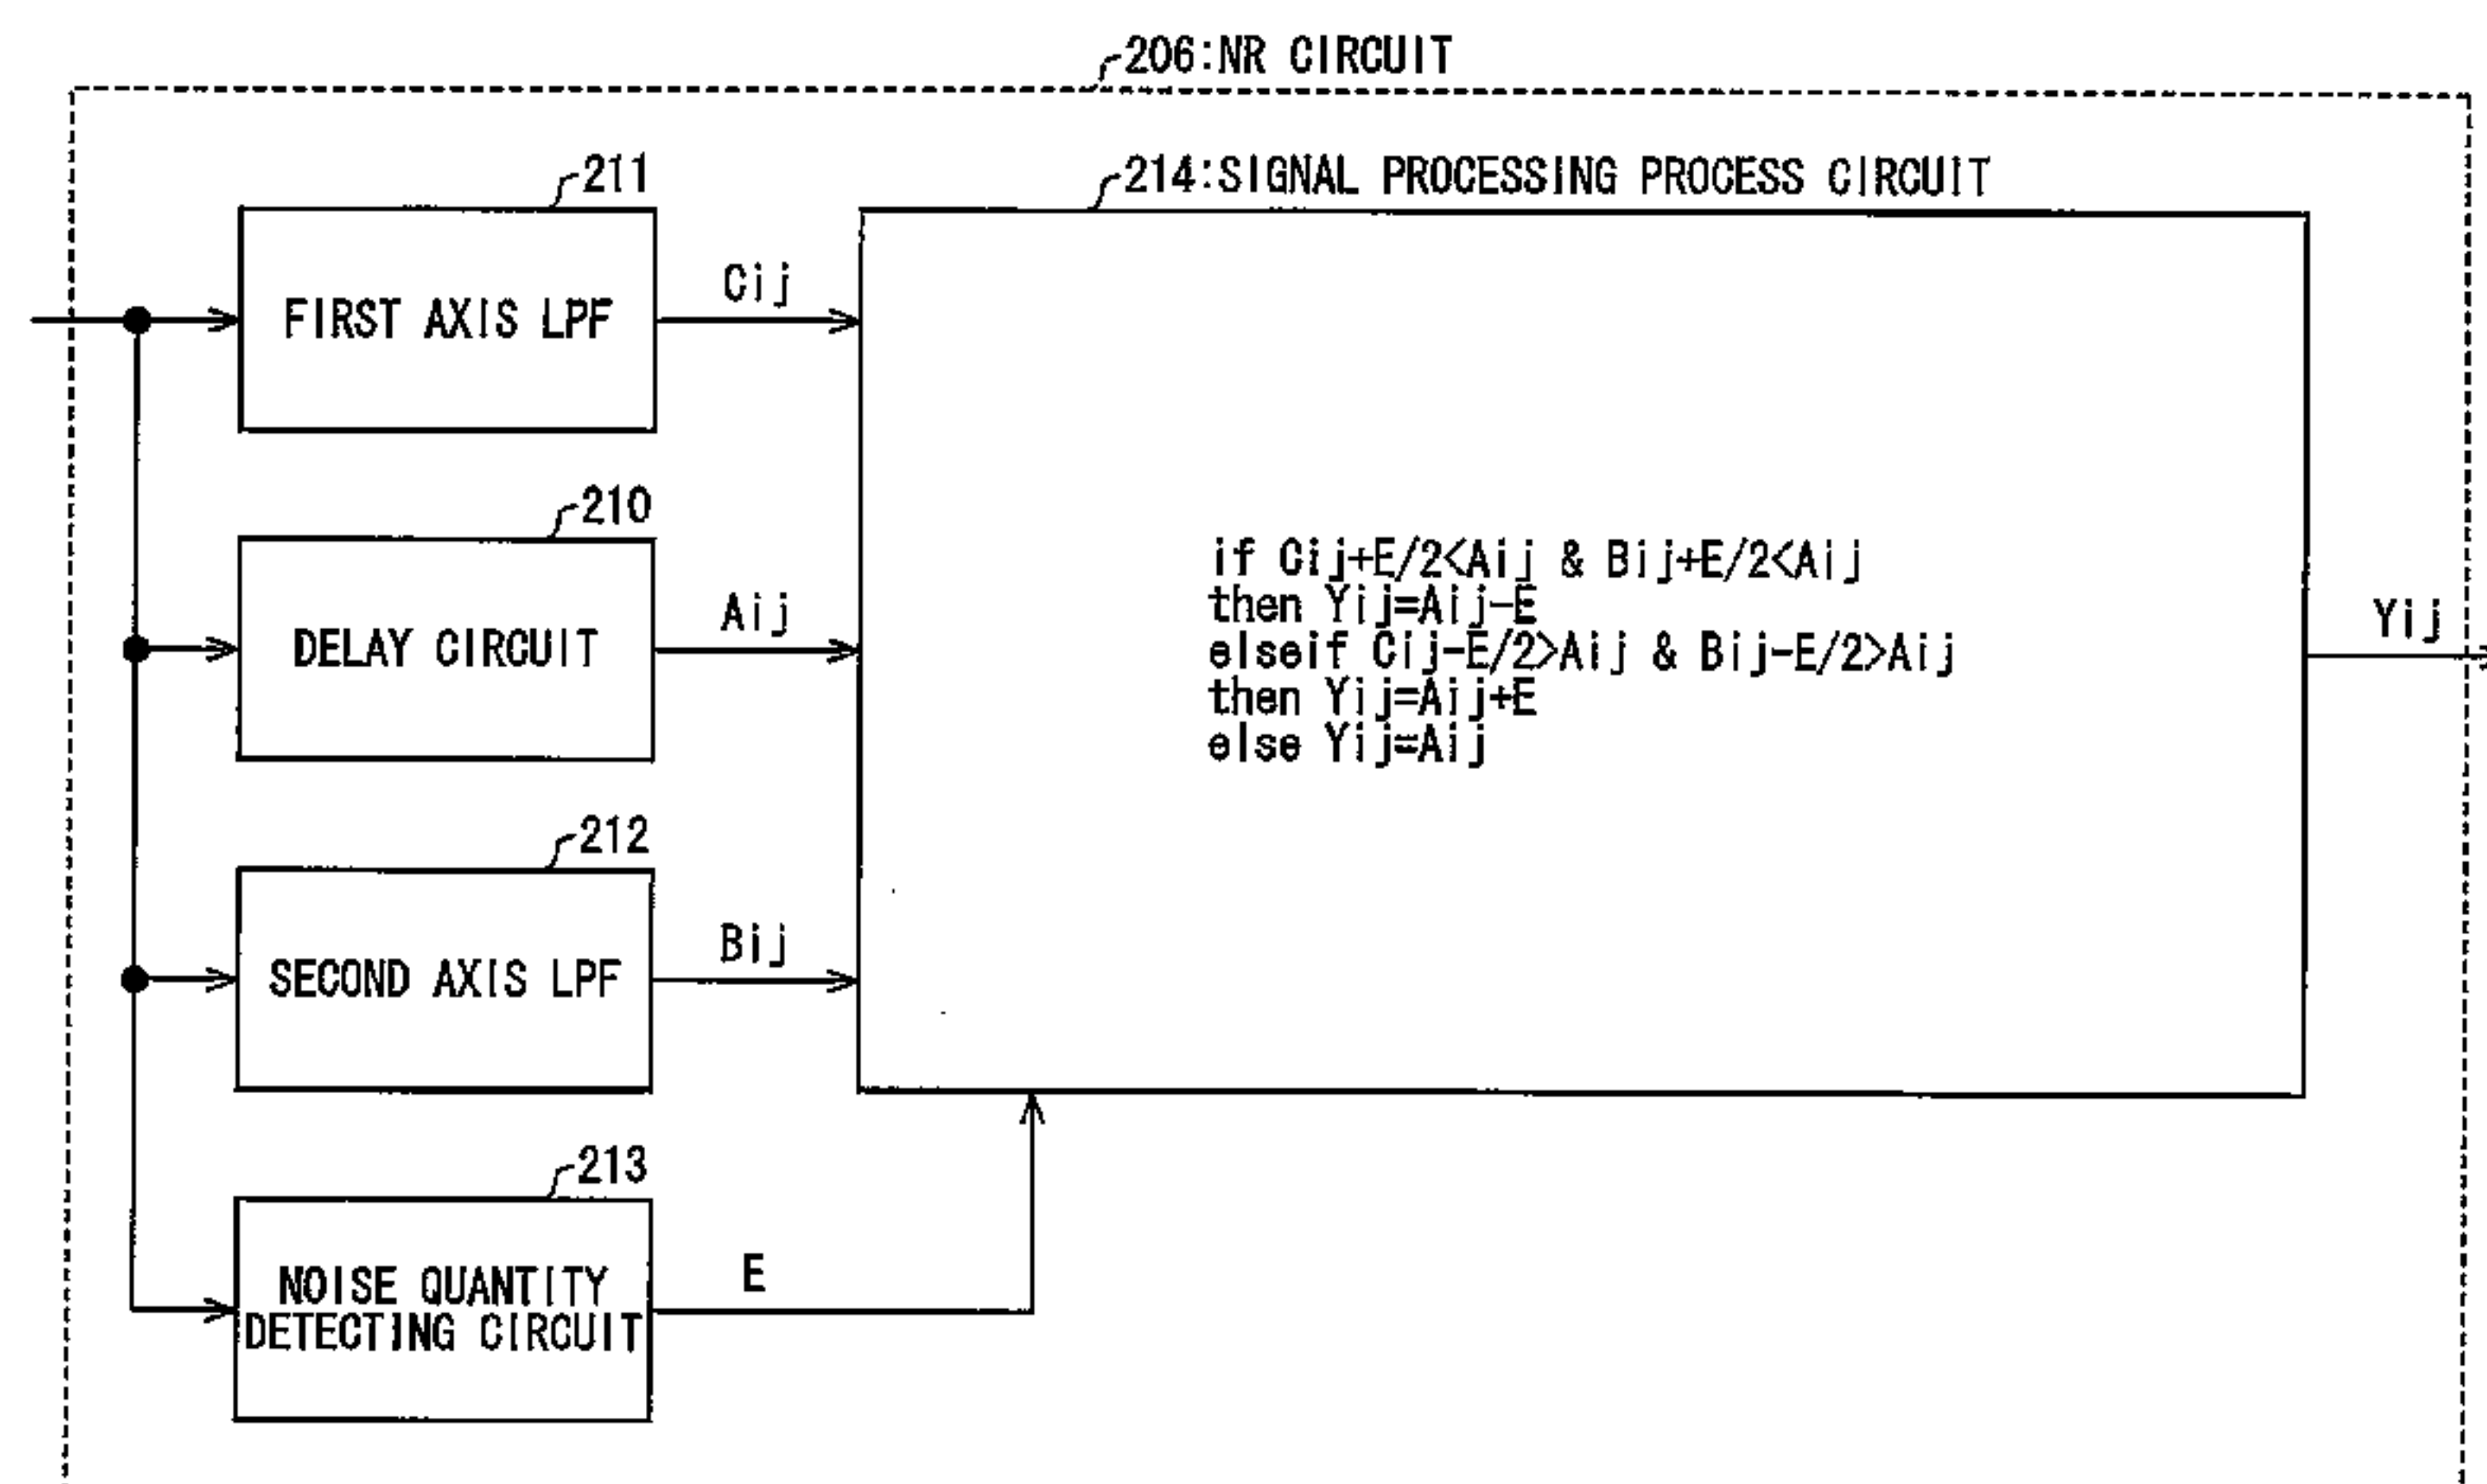 206:NR CIRCUIT
211
214:SIGNAL PROCESSING PROCESS CIRCUIT
FIRST AXIS LPF
Cij
210
DELAY CIRCUIT
Aij
if Cij+E/2<Aij & Bij+E/2<Aij
then Yij=Aij-E
elseif Cij-E/2>Aij & Bij-E/2>Aij
then Yij=Aij+E
else Yij=Aij
Yij
212
SECOND AXIS LPF
Bij
213
NOISE QUANTITY
DETECTING CIRCUIT
E